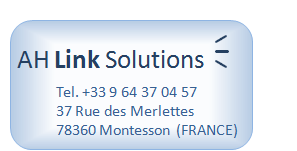 AH Link Solutions
Tel. +33 9 64 37 04 57
37 Rue des Merlettes
78360 Montesson (FRANCE)